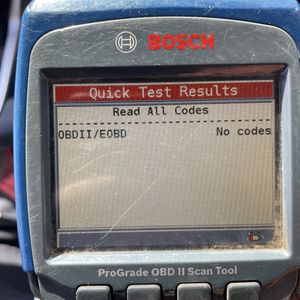 BOSCH
Quick Test Results
Read All Codes
OBDII/EOBD No codes
ProGrade OBD II Scan Tool